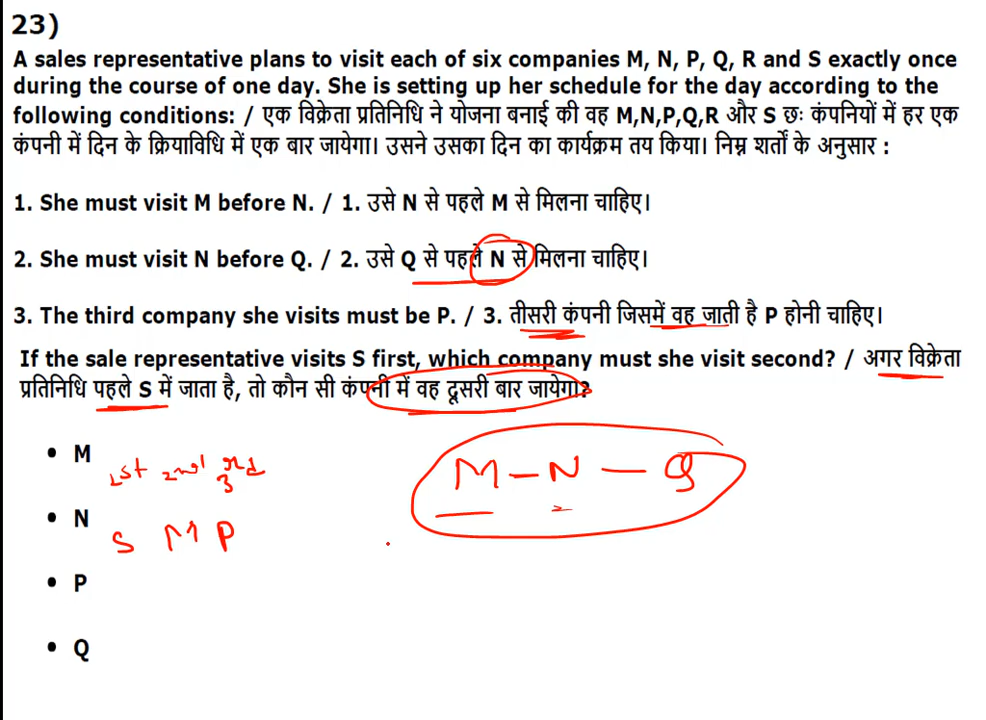 23)
A sales representative plans to visit each of six companies M, N, P, Q, R and S exactly once
during the course of one day. She is setting up her schedule for the day according to the
following conditions: / एक विक्रेता प्रतिनिधि ने योजना बनाई की वह M,N,P,Q,R और S छः कंपनियों में हर एक
कंपनी में दिन के क्रियाविधि में एक बार जायेगा। उसने उसका दिन का कार्यक्रम तय किया। निम्न शर्तों के अनुसार :
1. She must visit M before N. / 1. उसे N से पहले M से मिलना चाहिए।
2. She must visit N before Q. / 2. उसे Q से पहले N से मिलना चाहिए।
3. The third company she visits must be P. / 3. तीसरी कंपनी जिसमें वह जाती है P होनी चाहिए।
If the sale representative visits S first, which company must she visit second? / अगर विक्रेता
प्रतिनिधि पहले S में जाता है, तो कौन सी कंपनी में वह दूसरी बार जायेगा?
• M
1st 2nd 3rd
M – N – Q
• N
S M P
• P
• Q